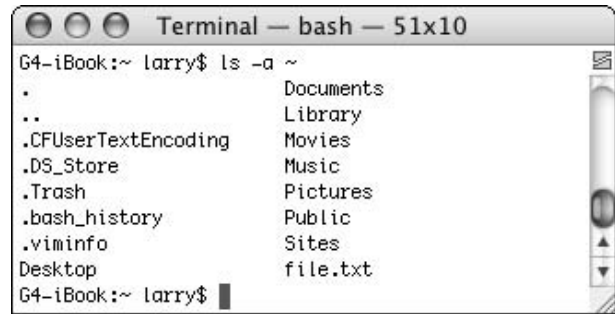 Terminal — bash — 51x10
G4-iBook:~ larry$ ls -a ~
. Documents
.. Library
.CFUserTextEncoding Movies
.DS_Store Music
.Trash Pictures
.bash_history Public
.viminfo Sites
Desktop file.txt
G4-iBook:~ larry$